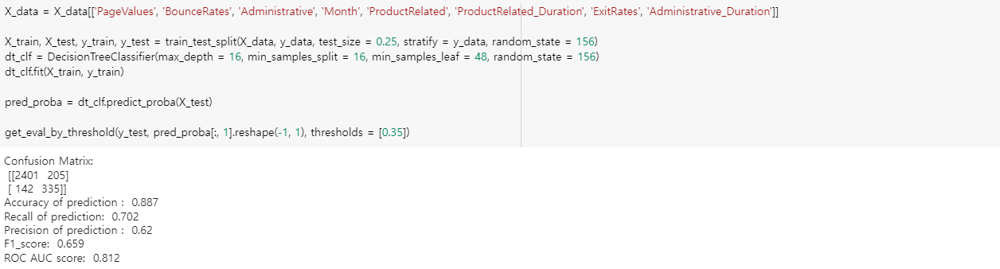 X_data = X_data[['PageValues', 'BounceRates', 'Administrative', 'Month', 'ProductRelated', 'ProductRelated_Duration', 'ExitRates', 'Administrative_Duration']]
X_train, X_test, y_train, y_test = train_test_split(X_data, y_data, test_size = 0.25, stratify = y_data, random_state = 156)
dt_clf = DecisionTreeClassifier(max_depth = 16, min_samples_split = 16, min_samples_leaf = 48, random_state = 156)
dt_clf.fit(X_train, y_train)
pred_proba = dt_clf.predict_proba(X_test)
get_eval_by_threshold(y_test, pred_proba[:, 1].reshape(-1, 1), thresholds = [0.35])
Confusion Matrix:
[[2401 205]
[ 142 335]]
Accuracy of prediction : 0.887
Recall of prediction: 0.702
Precision of prediction : 0.62
F1_score: 0.659
ROC AUC score: 0.812